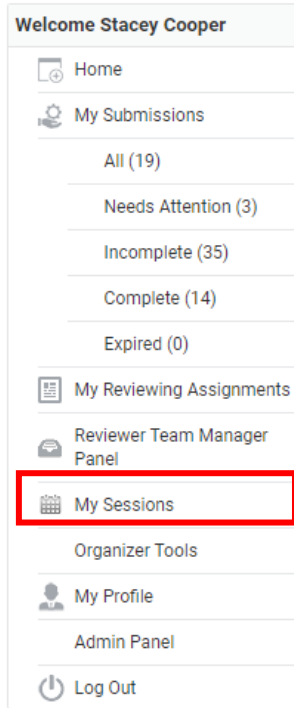 Welcome Stacey Cooper
Home
My Submissions
All (19)
Needs Attention (3)
Incomplete (35)
Complete (14)
Expired (0)
My Reviewing Assignments
Reviewer Team Manager
Panel
My Sessions
Organizer Tools
My Profile
Admin Panel
Log Out